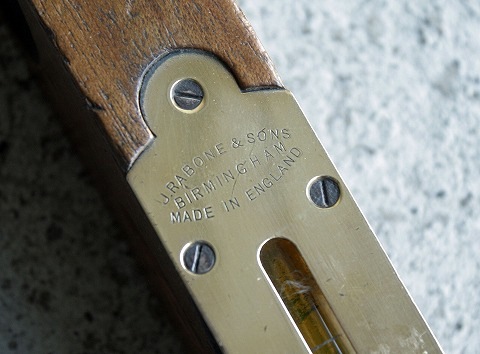 J.RABONE & SONS
BIRMINGHAM
MADE IN ENGLAND